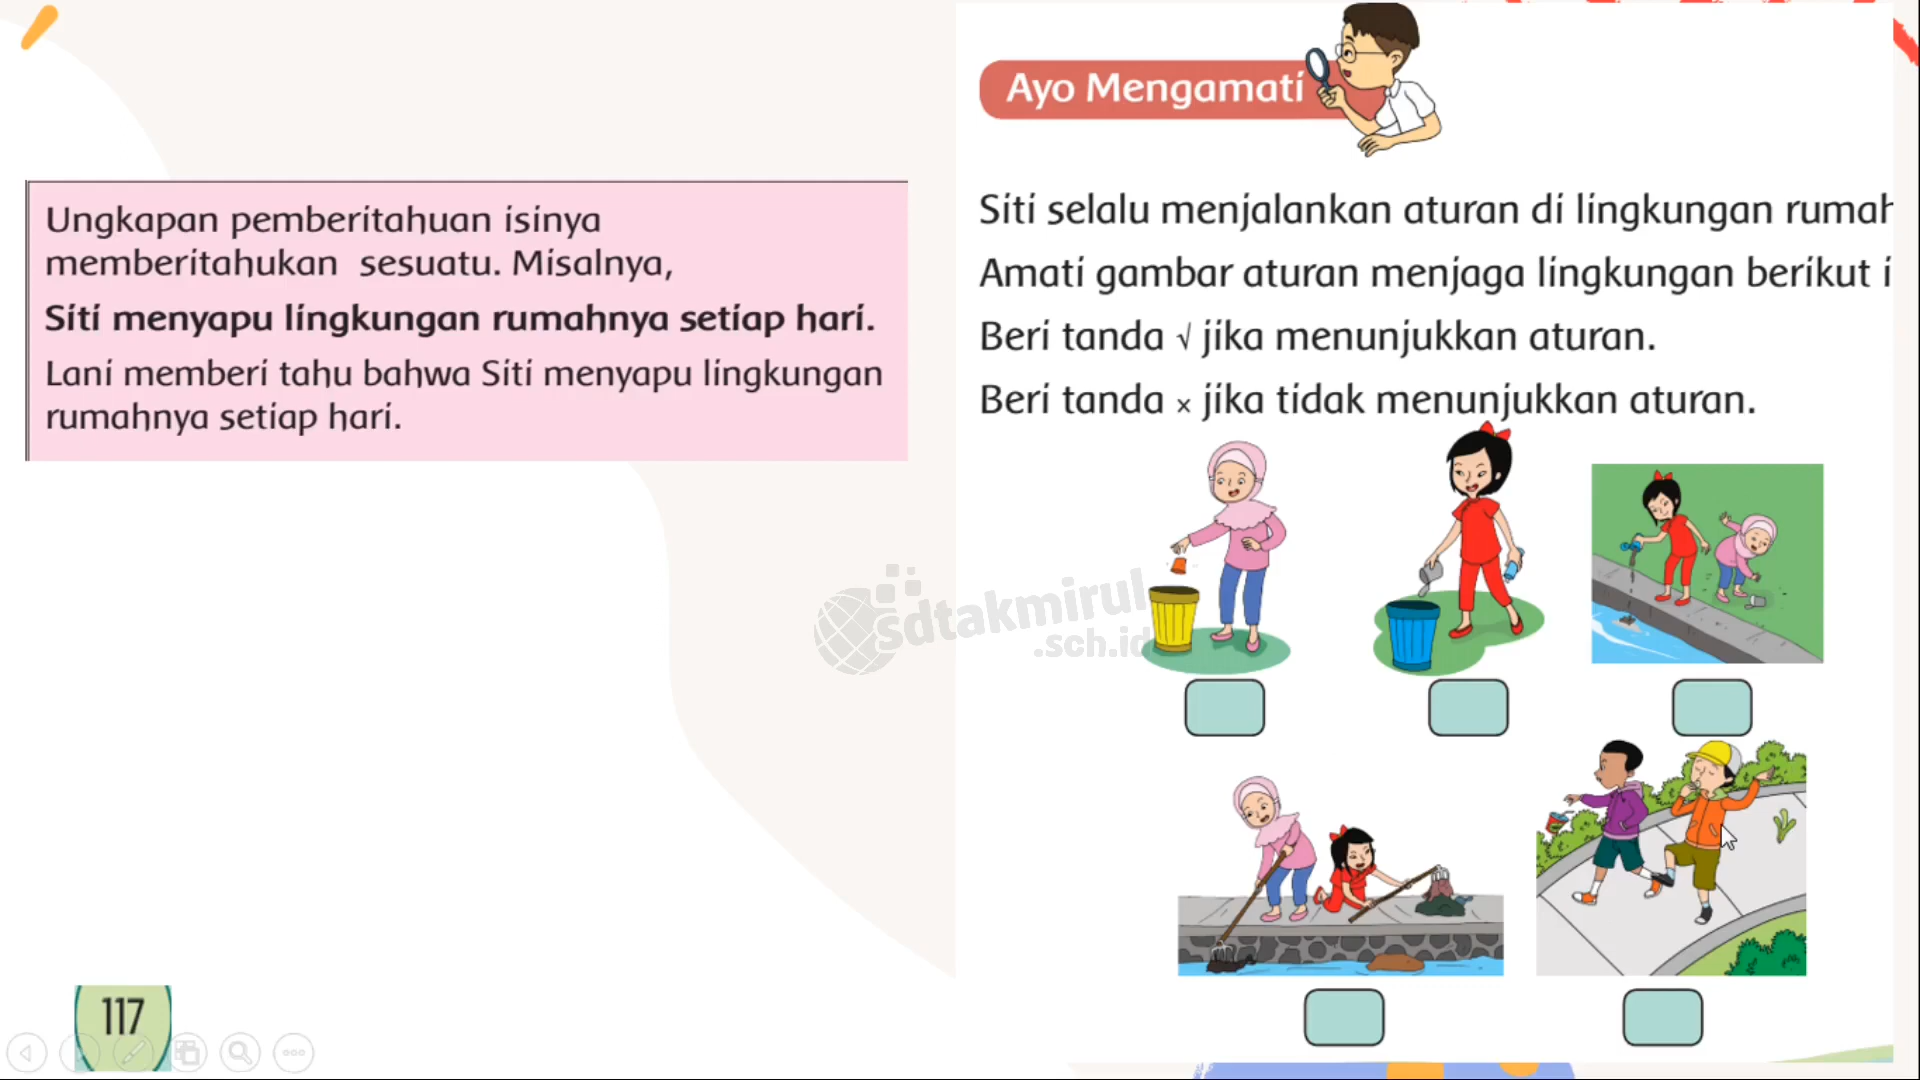 Ungkapan pemberitahuan isinya
memberitahukan sesuatu. Misalnya,
Siti menyapu lingkungan rumahnya setiap hari.
Lani memberi tahu bahwa Siti menyapu lingkungan
rumahnya setiap hari.
117
Ayo Mengamati
Siti selalu menjalankan aturan di lingkungan rumah
Amati gambar aturan menjaga lingkungan berikut i
Beri tanda √ jika menunjukkan aturan.
Beri tanda × jika tidak menunjukkan aturan.
sdtakmirul
.sch.id